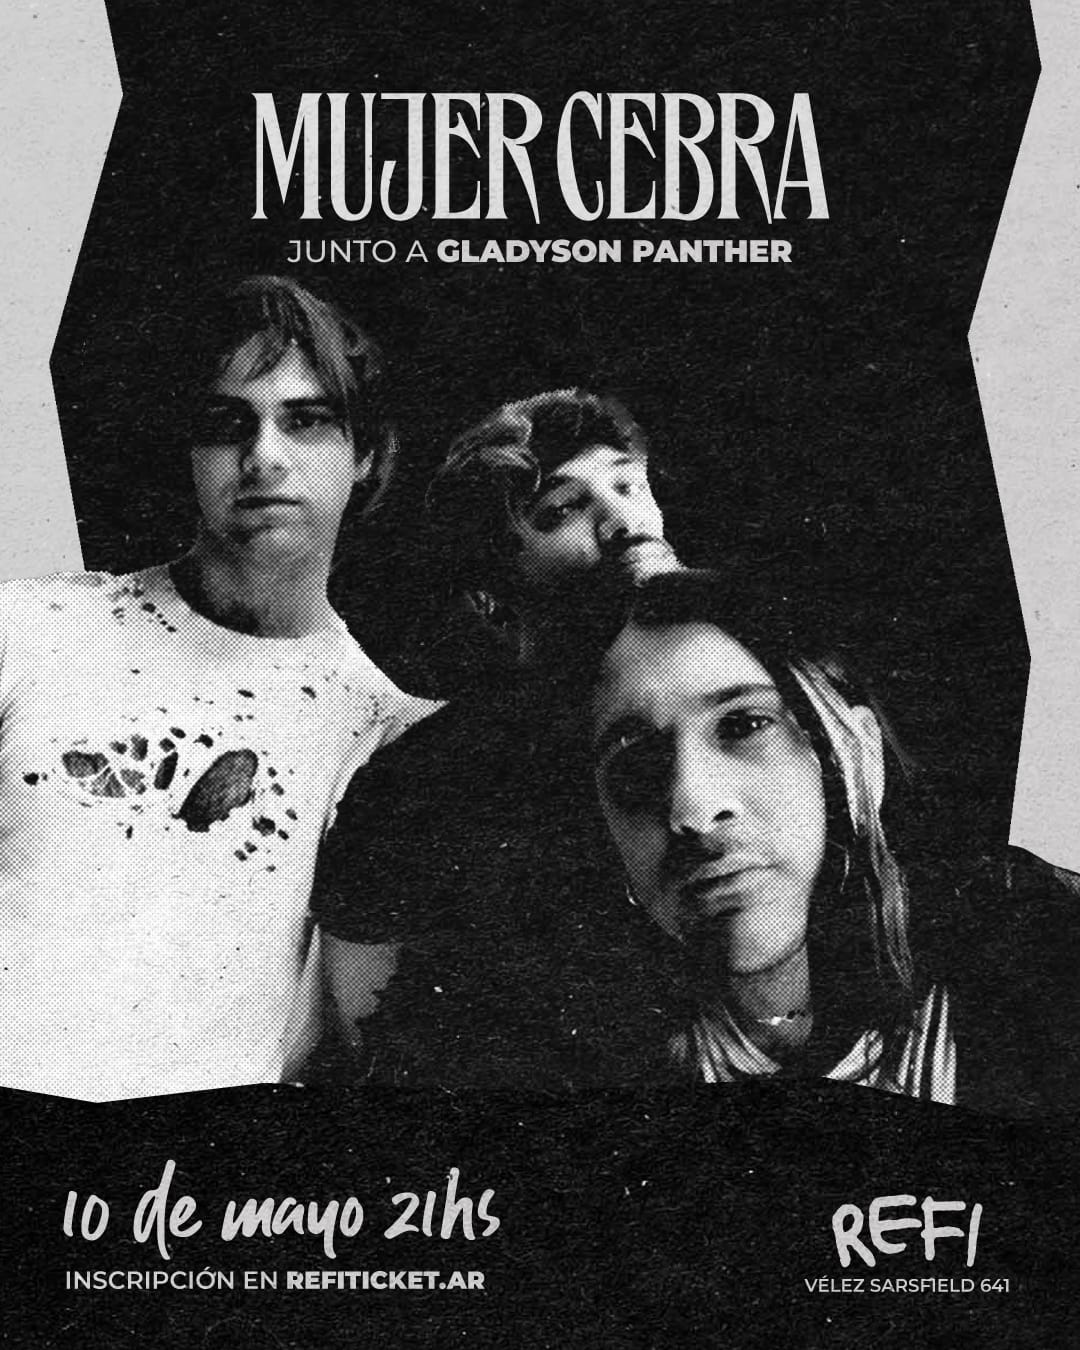 MUJER CEBRA
JUNTO A GLADYSON PANTHER
10 de mayo 21hs
INSCRIPCIÓN EN REFITICKET.AR
REFI
VÉLEZ SARSFIELD 641